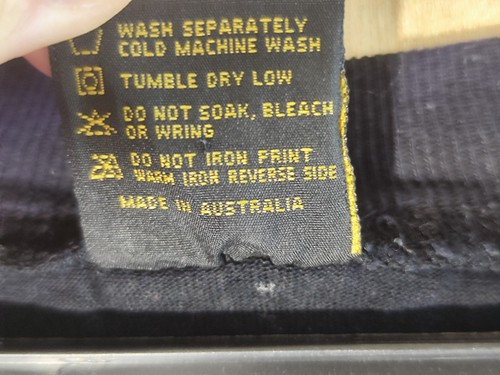 WASH SEPARATELY
COLD MACHINE WASH
TUMBLE DRY LOW
DO NOT SOAK, BLEACH
OR WRING
DO NOT IRON PRINT
WARM IRON REVERSE SIDE
MADE IN AUSTRALIA